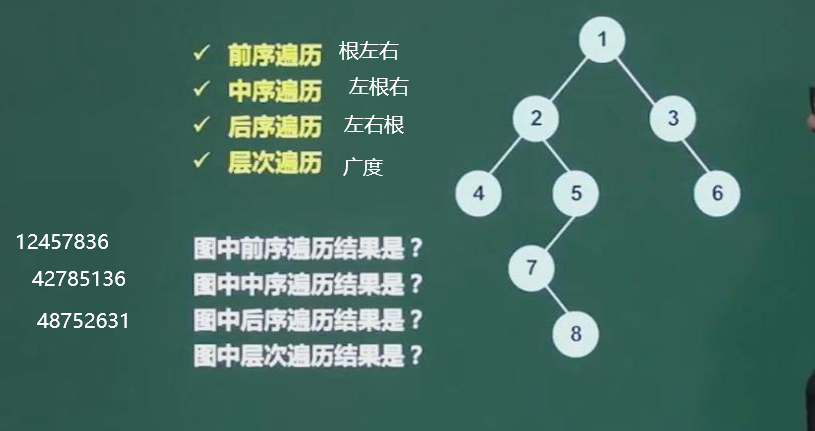 ✓ 前序遍历 根左右
✓ 中序遍历 左根右
✓ 后序遍历 左右根
✓ 层次遍历 广度
12457836 图中前序遍历结果是？
42785136 图中中序遍历结果是？
48752631 图中后序遍历结果是？
图中层次遍历结果是？
1
2 3
4 5 6
7
8